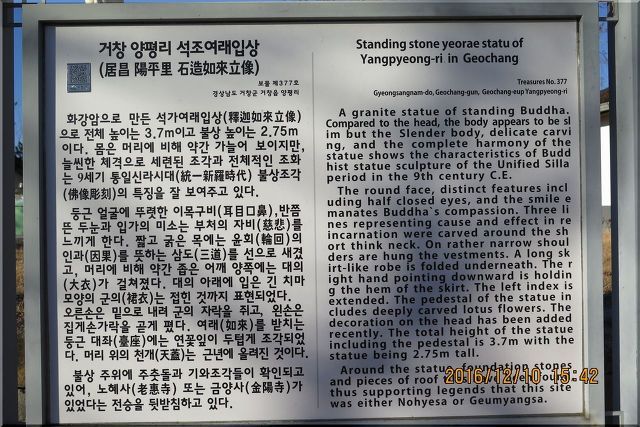 거창 양평리 석조여래입상
(居昌 陽平里 石造如來立像)
보물 제377호
경상남도 거창군 거창읍 양평리
화강암으로 만든 석가여래입상(釋迦如來立像)
으로 전체 높이는 3.7m이고 불상 높이는 2.75m
이다. 몸은 머리에 비해 약간 가늘어 보이지만,
늘씬한 체격으로 세련된 조각과 전체적인 조화
는 9세기 통일신라시대(統一新羅時代) 불상조각
(佛像彫刻)의 특징을 잘 보여주고 있다.
둥근 얼굴에 뚜렷한 이목구비(耳目口鼻),반쯤
뜬 두눈과 입가의 미소는 부처의 자비(慈悲)를
느끼게 한다. 짧고 굵은 목에는 윤회(輪回)의
인과(因果)를 뜻하는 삼도(三道)를 선으로 새겼
고, 머리에 비해 약간 좁은 어깨 양쪽에는 대의
(大衣)가 걸쳐졌다. 대의 아래에 입은 긴 치마
모양의 군의(裙衣)는 접힌 것까지 표현되었다.
오른손은 밑으로 내려 군의 자락을 쥐고, 왼손은
집게손가락을 곧게 폈다. 여래(如來)를 받치는
둥근 대좌(臺座)에는 연꽃잎이 두텁게 조각되었
다. 머리 위의 천개(天蓋)는 근년에 올려진 것이다.
불상 주위에 주춧돌과 기와조각들이 확인되고
있어, 노혜사(老惠寺) 또는 금양사(金陽寺)가
있었다는 전승을 뒷받침하고 있다.
Standing stone yeorae statu of
Yangpyeong-ri in Geochang
Treasures No. 377
Gyeongsangnam-do, Geochang-gun, Geochang-eup Yangpyeong-ri
A granite statue of standing Buddha.
Compared to the head, the body appears to be sl
im but the Slender body, delicate carvi
ng, and the complete harmony of the
statue shows the characteristics of Budd
hist statue sculpture of the Unified Silla
period in the 9th century C.E.
The round face, distinct features incl
uding half closed eyes, and the smile e
manates Buddha`s compassion. Three li
nes representing cause and effect in re
incarnation were carved around the sh
ort think neck. On rather narrow shoul
ders are hung the vestments. A long sk
irt-like robe is folded underneath. The r
ight hand pointing downward is holdin
g the hem of the skirt. The left index is
extended. The pedestal of the statue in
cludes deeply carved lotus flowers. The
decoration on the head has been added
recently. The total height of the statue
including the pedestal is 3.7m with the
statue being 2.75m tall.
Around the statue foundation stones
and pieces of roof tiles were found
thus supporting legends that this site
was either Nohyesa or Geumyangsa.
2016/12/10 15:42